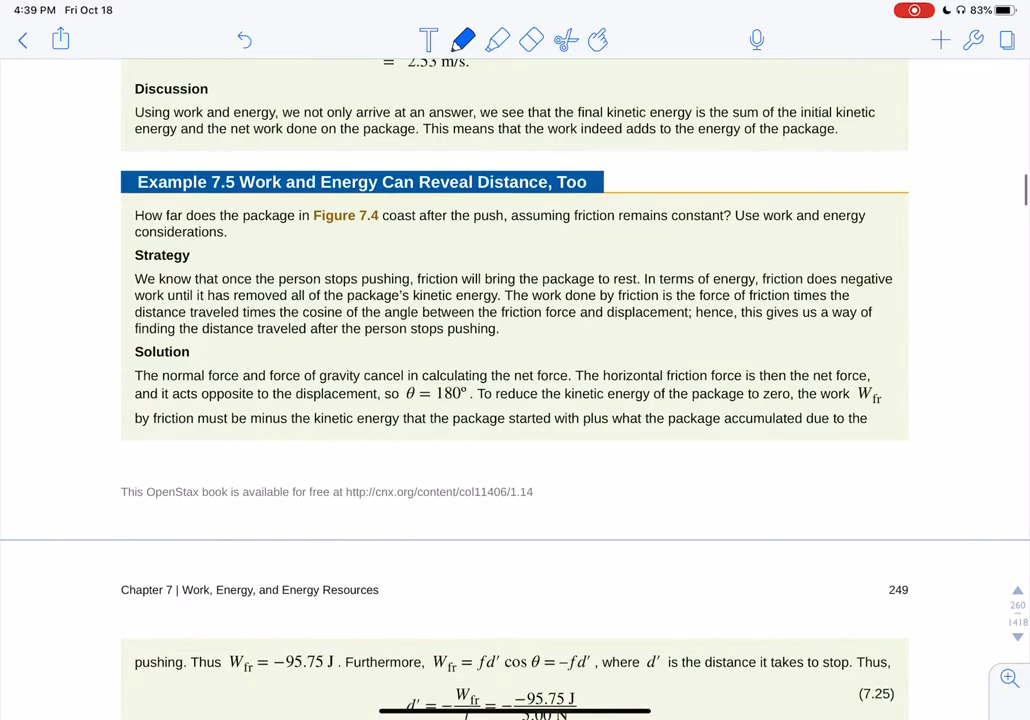 4:39 PM Fri Oct 18
83%
T
= 2.53 m/s.
Discussion
Using work and energy, we not only arrive at an answer, we see that the final kinetic energy is the sum of the initial kinetic
energy and the net work done on the package. This means that the work indeed adds to the energy of the package.
Example 7.5 Work and Energy Can Reveal Distance, Too
How far does the package in Figure 7.4 coast after the push, assuming friction remains constant? Use work and energy
considerations.
Strategy
We know that once the person stops pushing, friction will bring the package to rest. In terms of energy, friction does negative
work until it has removed all of the package's kinetic energy. The work done by friction is the force of friction times the
distance traveled times the cosine of the angle between the friction force and displacement; hence, this gives us a way of
finding the distance traveled after the person stops pushing.
Solution
The normal force and force of gravity cancel in calculating the net force. The horizontal friction force is then the net force,
and it acts opposite to the displacement, so θ = 180º. To reduce the kinetic energy of the package to zero, the work W_fr
by friction must be minus the kinetic energy that the package started with plus what the package accumulated due to the
This OpenStax book is available for free at http://cnx.org/content/col11406/1.14
Chapter 7 | Work, Energy, and Energy Resources 249
260
1418
pushing. Thus W_fr = −95.75 J. Furthermore, W_fr = fd′ cos θ = −fd′, where d′ is the distance it takes to stop. Thus,
d′ = −W_fr/f = −−95.75 J/5.00 N (7.25)